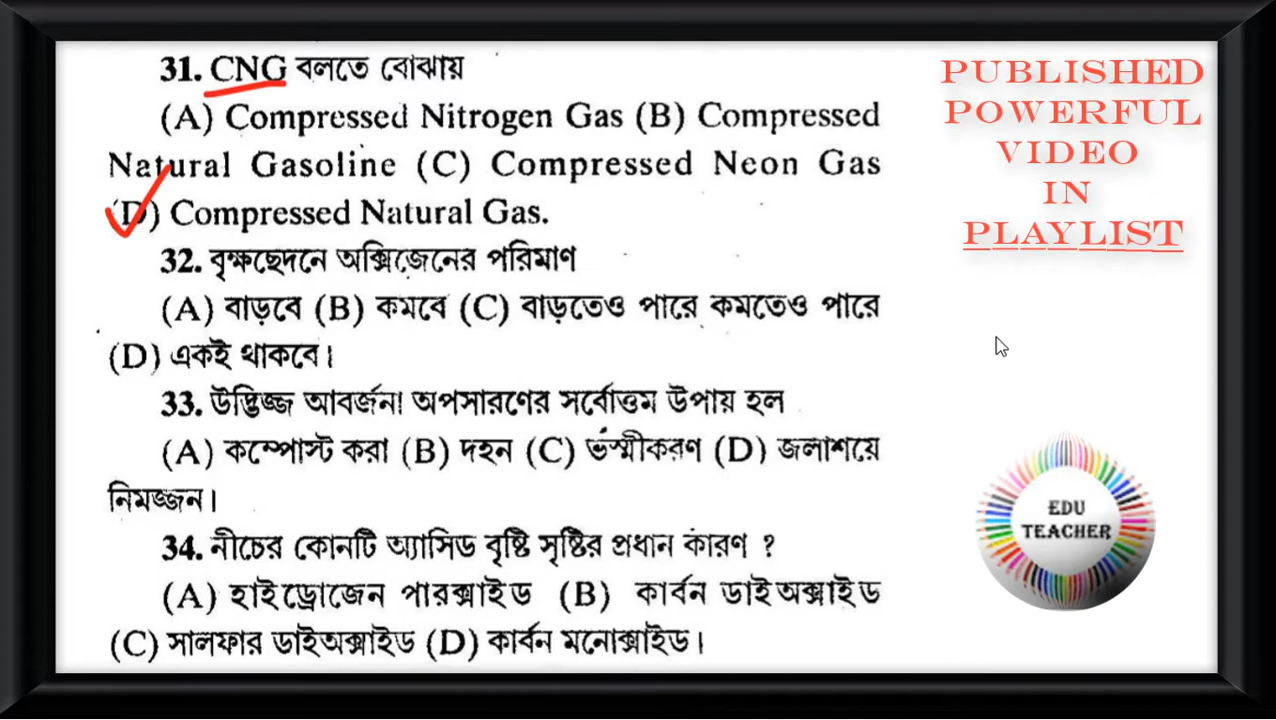 31. CNG বলতে বোঝায়
(A) Compressed Nitrogen Gas (B) Compressed
Natural Gasoline (C) Compressed Neon Gas
(D) Compressed Natural Gas.
32. বৃক্ষছেদনে অক্সিজেনের পরিমাণ
(A) বাড়বে (B) কমবে (C) বাড়তেও পারে কমতেও পারে
(D) একই থাকবে।
33. উদ্ভিজ্জ আবর্জনা অপসারণের সর্বোত্তম উপায় হল
(A) কম্পোস্ট করা (B) দহন (C) ভস্মীকরণ (D) জলাশয়ে
নিমজ্জন।
34. নীচের কোনটি অ্যাসিড বৃষ্টি সৃষ্টির প্রধান কারণ ?
(A) হাইড্রোজেন পারক্সাইড (B) কার্বন ডাইঅক্সাইড
(C) সালফার ডাইঅক্সাইড (D) কার্বন মনোক্সাইড।
PUBLISHED
POWERFUL
VIDEO
IN
PLAYLIST
EDU
TEACHER